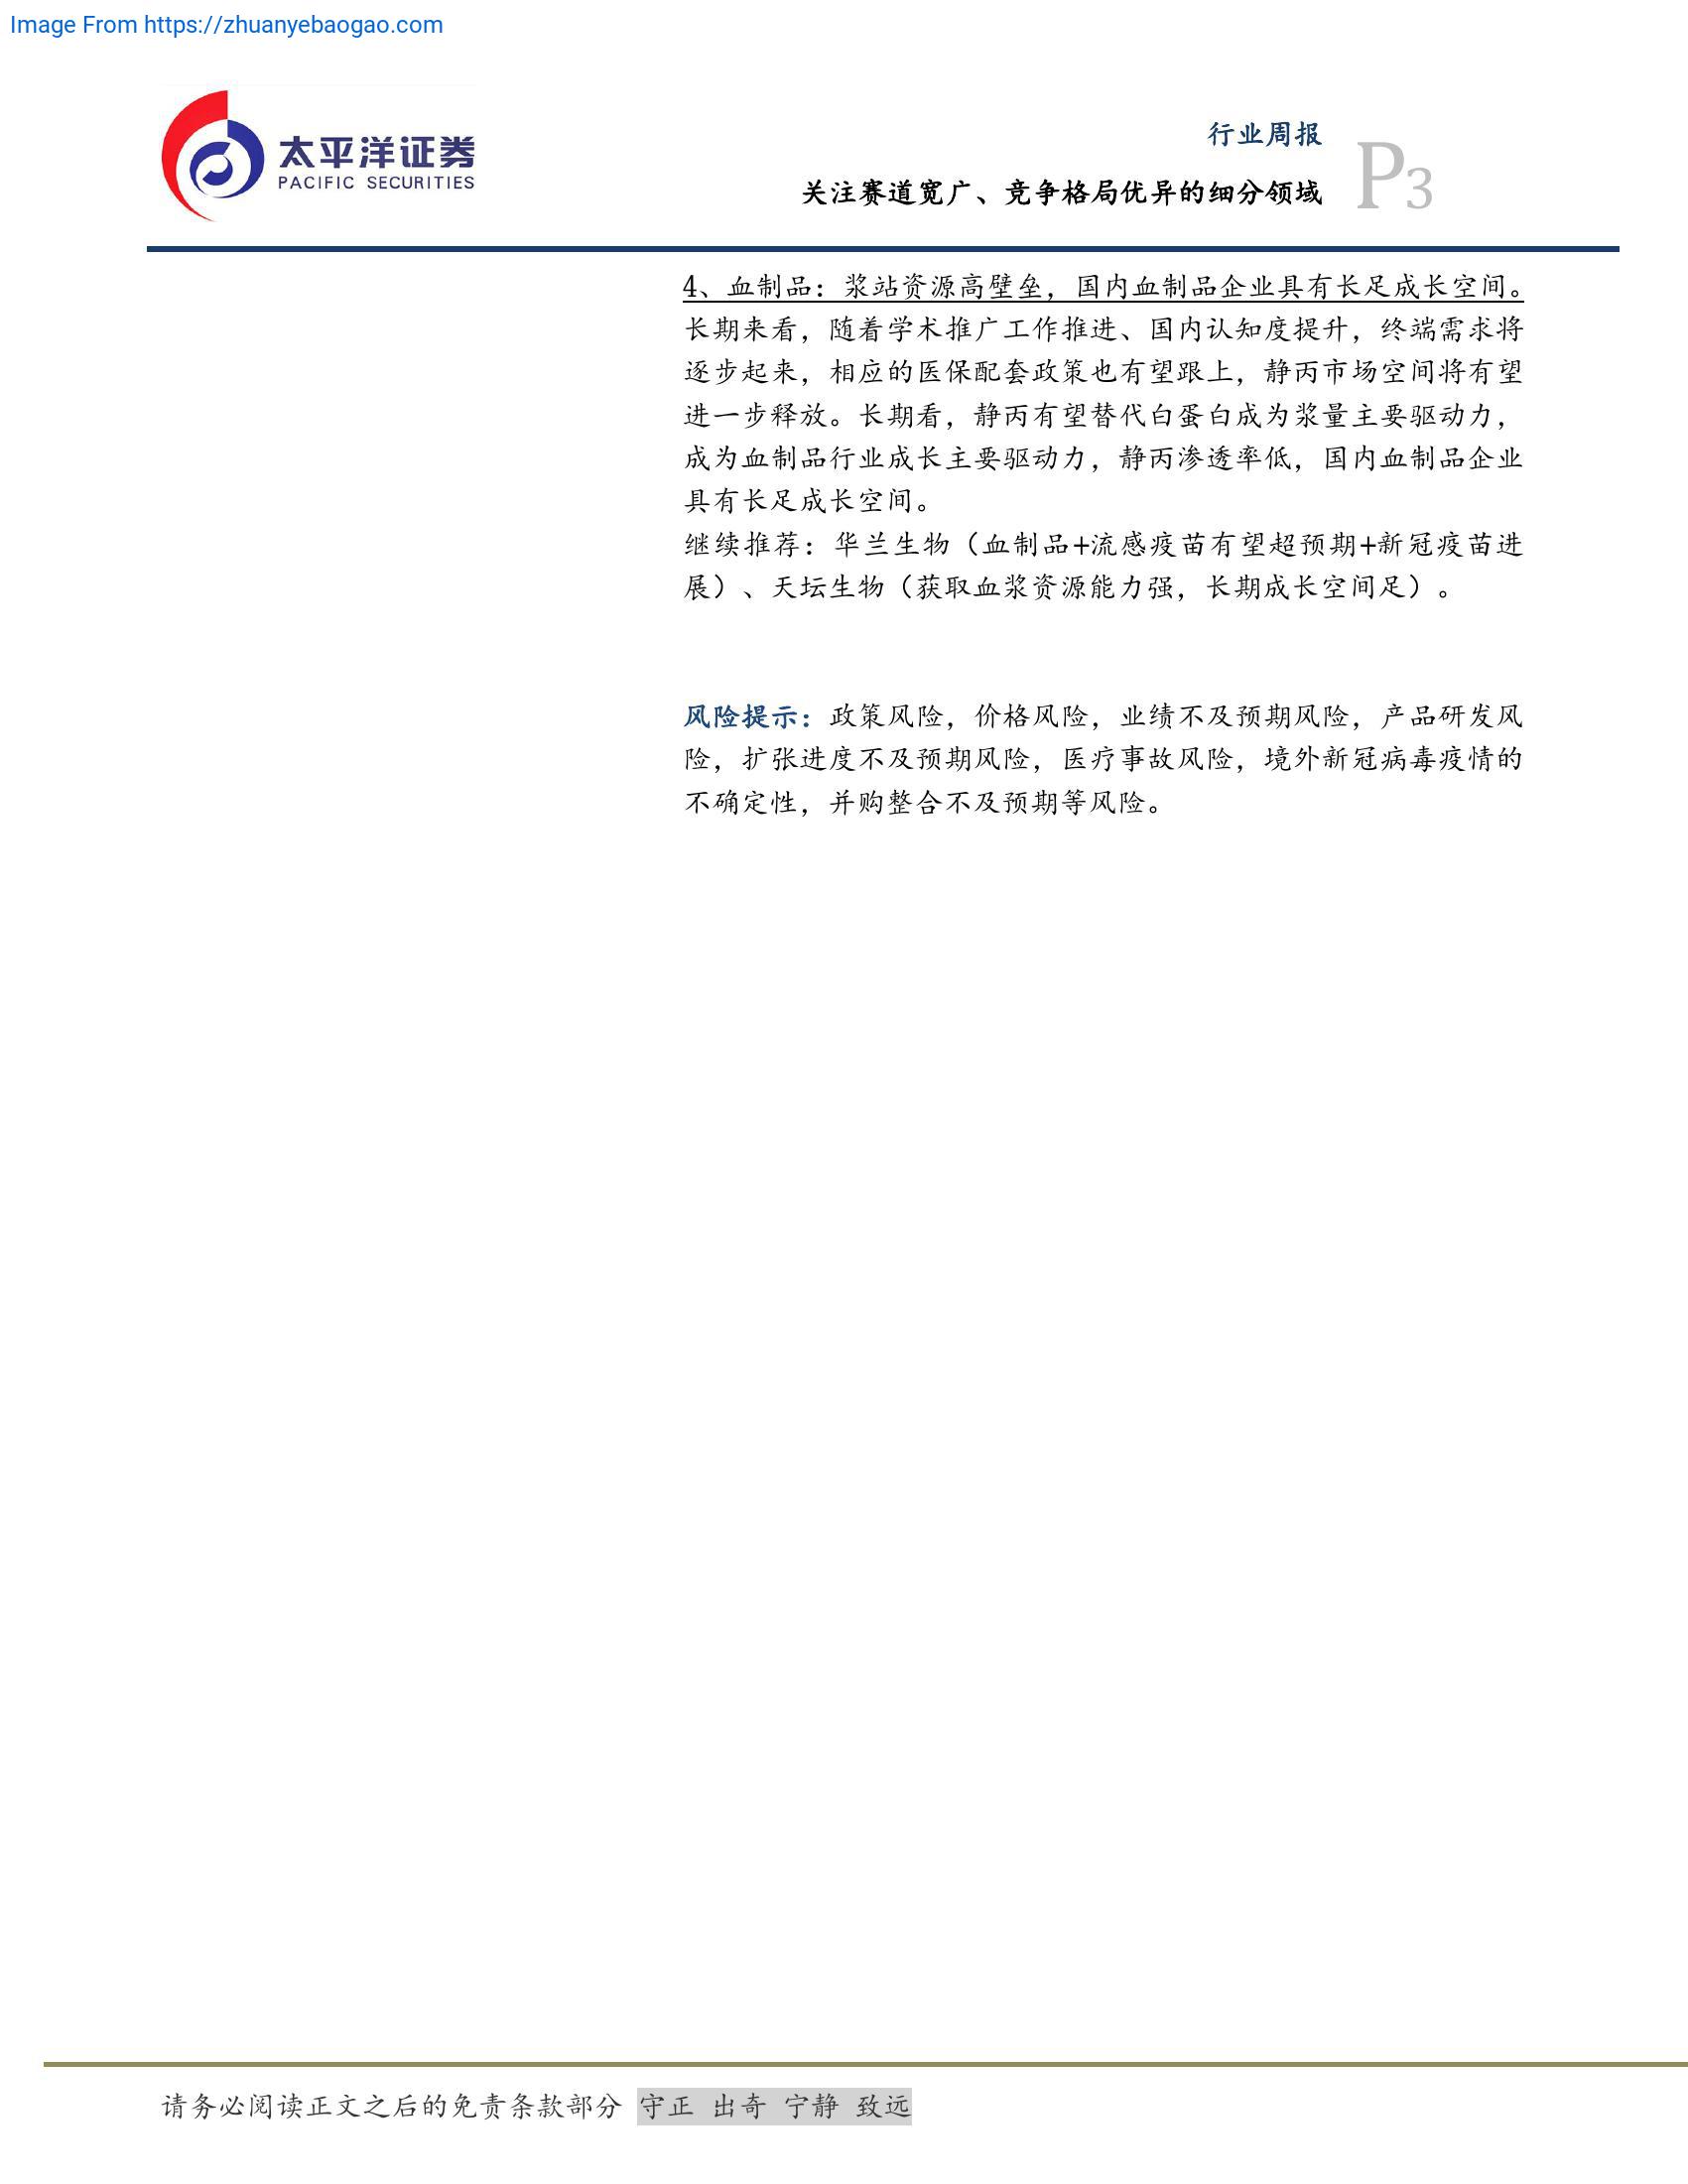 Image From https://zhuanyebaogao.com
太平洋证券
PACIFIC SECURITIES
行业周报
关注赛道宽广、竞争格局优异的细分领域
P3
4、血制品：浆站资源高壁垒，国内血制品企业具有长足成长空间。
长期来看，随着学术推广工作推进、国内认知度提升，终端需求将
逐步起来，相应的医保配套政策也有望跟上，静丙市场空间将有望
进一步释放。长期看，静丙有望替代白蛋白成为浆量主要驱动力，
成为血制品行业成长主要驱动力，静丙渗透率低，国内血制品企业
具有长足成长空间。
继续推荐：华兰生物（血制品+流感疫苗有望超预期+新冠疫苗进
展）、天坛生物（获取血浆资源能力强，长期成长空间足）。
风险提示：政策风险，价格风险，业绩不及预期风险，产品研发风
险，扩张进度不及预期风险，医疗事故风险，境外新冠病毒疫情的
不确定性，并购整合不及预期等风险。
请务必阅读正文之后的免责条款部分 守正 出奇 宁静 致远